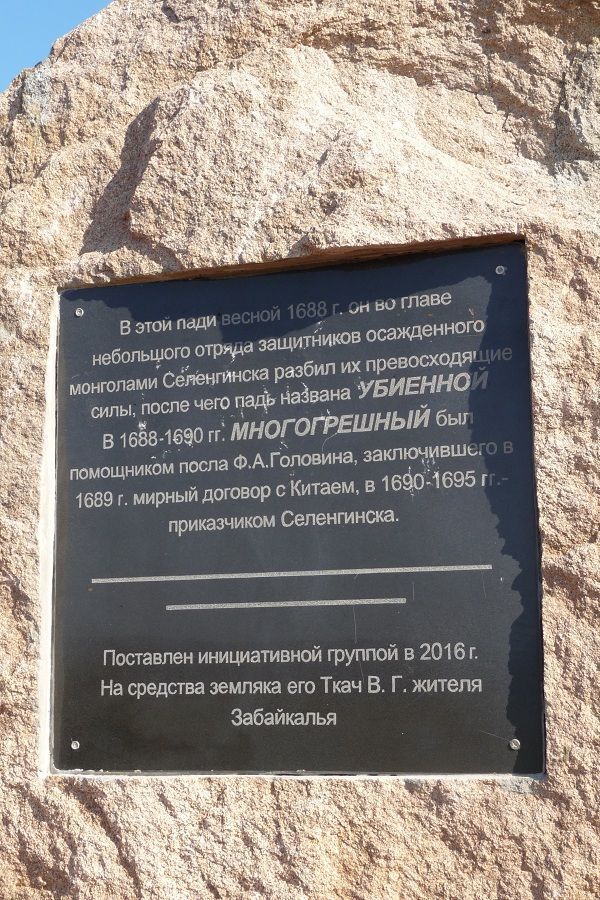 В этой пади весной 1688 г. он во главе
небольшого отряда защитников осажденного
монголами Селенгинска разбил их превосходящие
силы, после чего падь названа УБИЕННОЙ
В 1688-1690 гг. МНОГОГРЕШНЫЙ был
помощником посла Ф.А.Головина, заключившего в
1689 г. мирный договор с Китаем, в 1690-1695 гг.-
приказчиком Селенгинска.
Поставлен инициативной группой в 2016 г.
На средства земляка его Ткач В. Г. жителя
Забайкалья